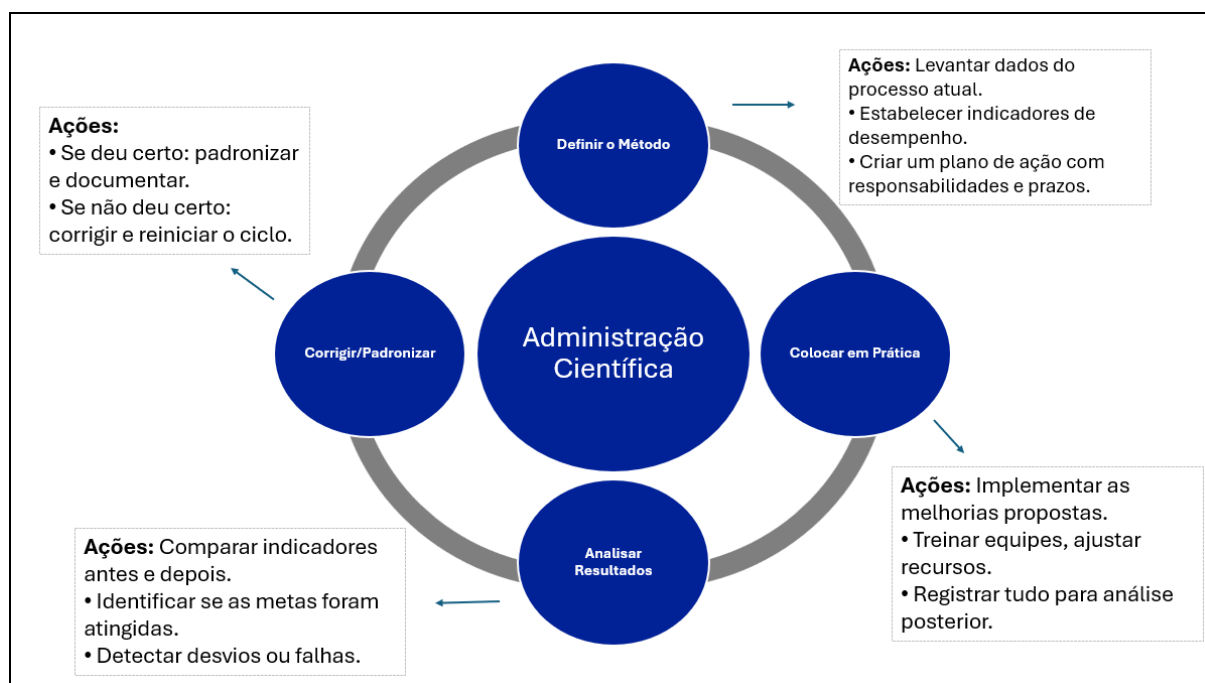 Definir o Método
Ações: Levantar dados do
processo atual.
• Estabelecer indicadores de
desempenho.
• Criar um plano de ação com
responsabilidades e prazos.
Ações:
• Se deu certo: padronizar
e documentar.
• Se não deu certo:
corrigir e reiniciar o ciclo.
Corrigir/Padronizar
Administração
Científica
Colocar em Prática
Ações: Implementar as
melhorias propostas.
• Treinar equipes, ajustar
recursos.
• Registrar tudo para análise
posterior.
Analisar
Resultados
Ações: Comparar indicadores
antes e depois.
• Identificar se as metas foram
atingidas.
• Detectar desvios ou falhas.